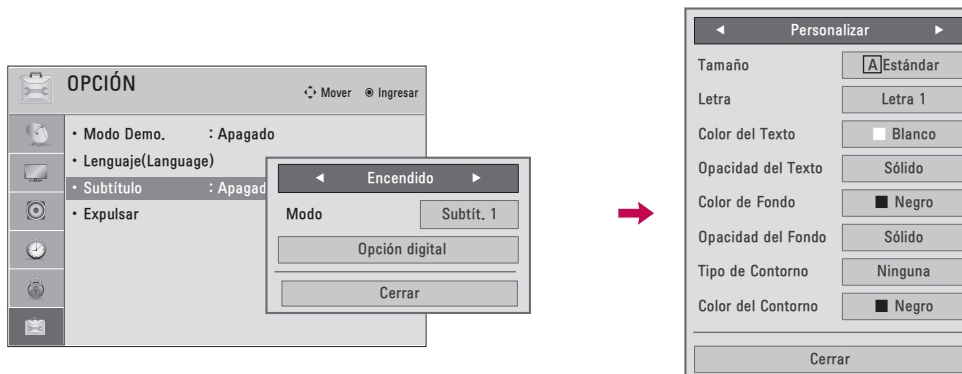 OPCIÓN
Mover Ingresar
• Modo Demo. : Apagado
• Lenguaje(Language)
• Subtítulo : Apagad
• Expulsar
◄ Encendido ►
Modo Subtít. 1
Opción digital
Cerrar
◄ Personalizar ►
Tamaño A Estándar
Letra Letra 1
Color del Texto Blanco
Opacidad del Texto Sólido
Color de Fondo Negro
Opacidad del Fondo Sólido
Tipo de Contorno Ninguna
Color del Contorno Negro
Cerrar